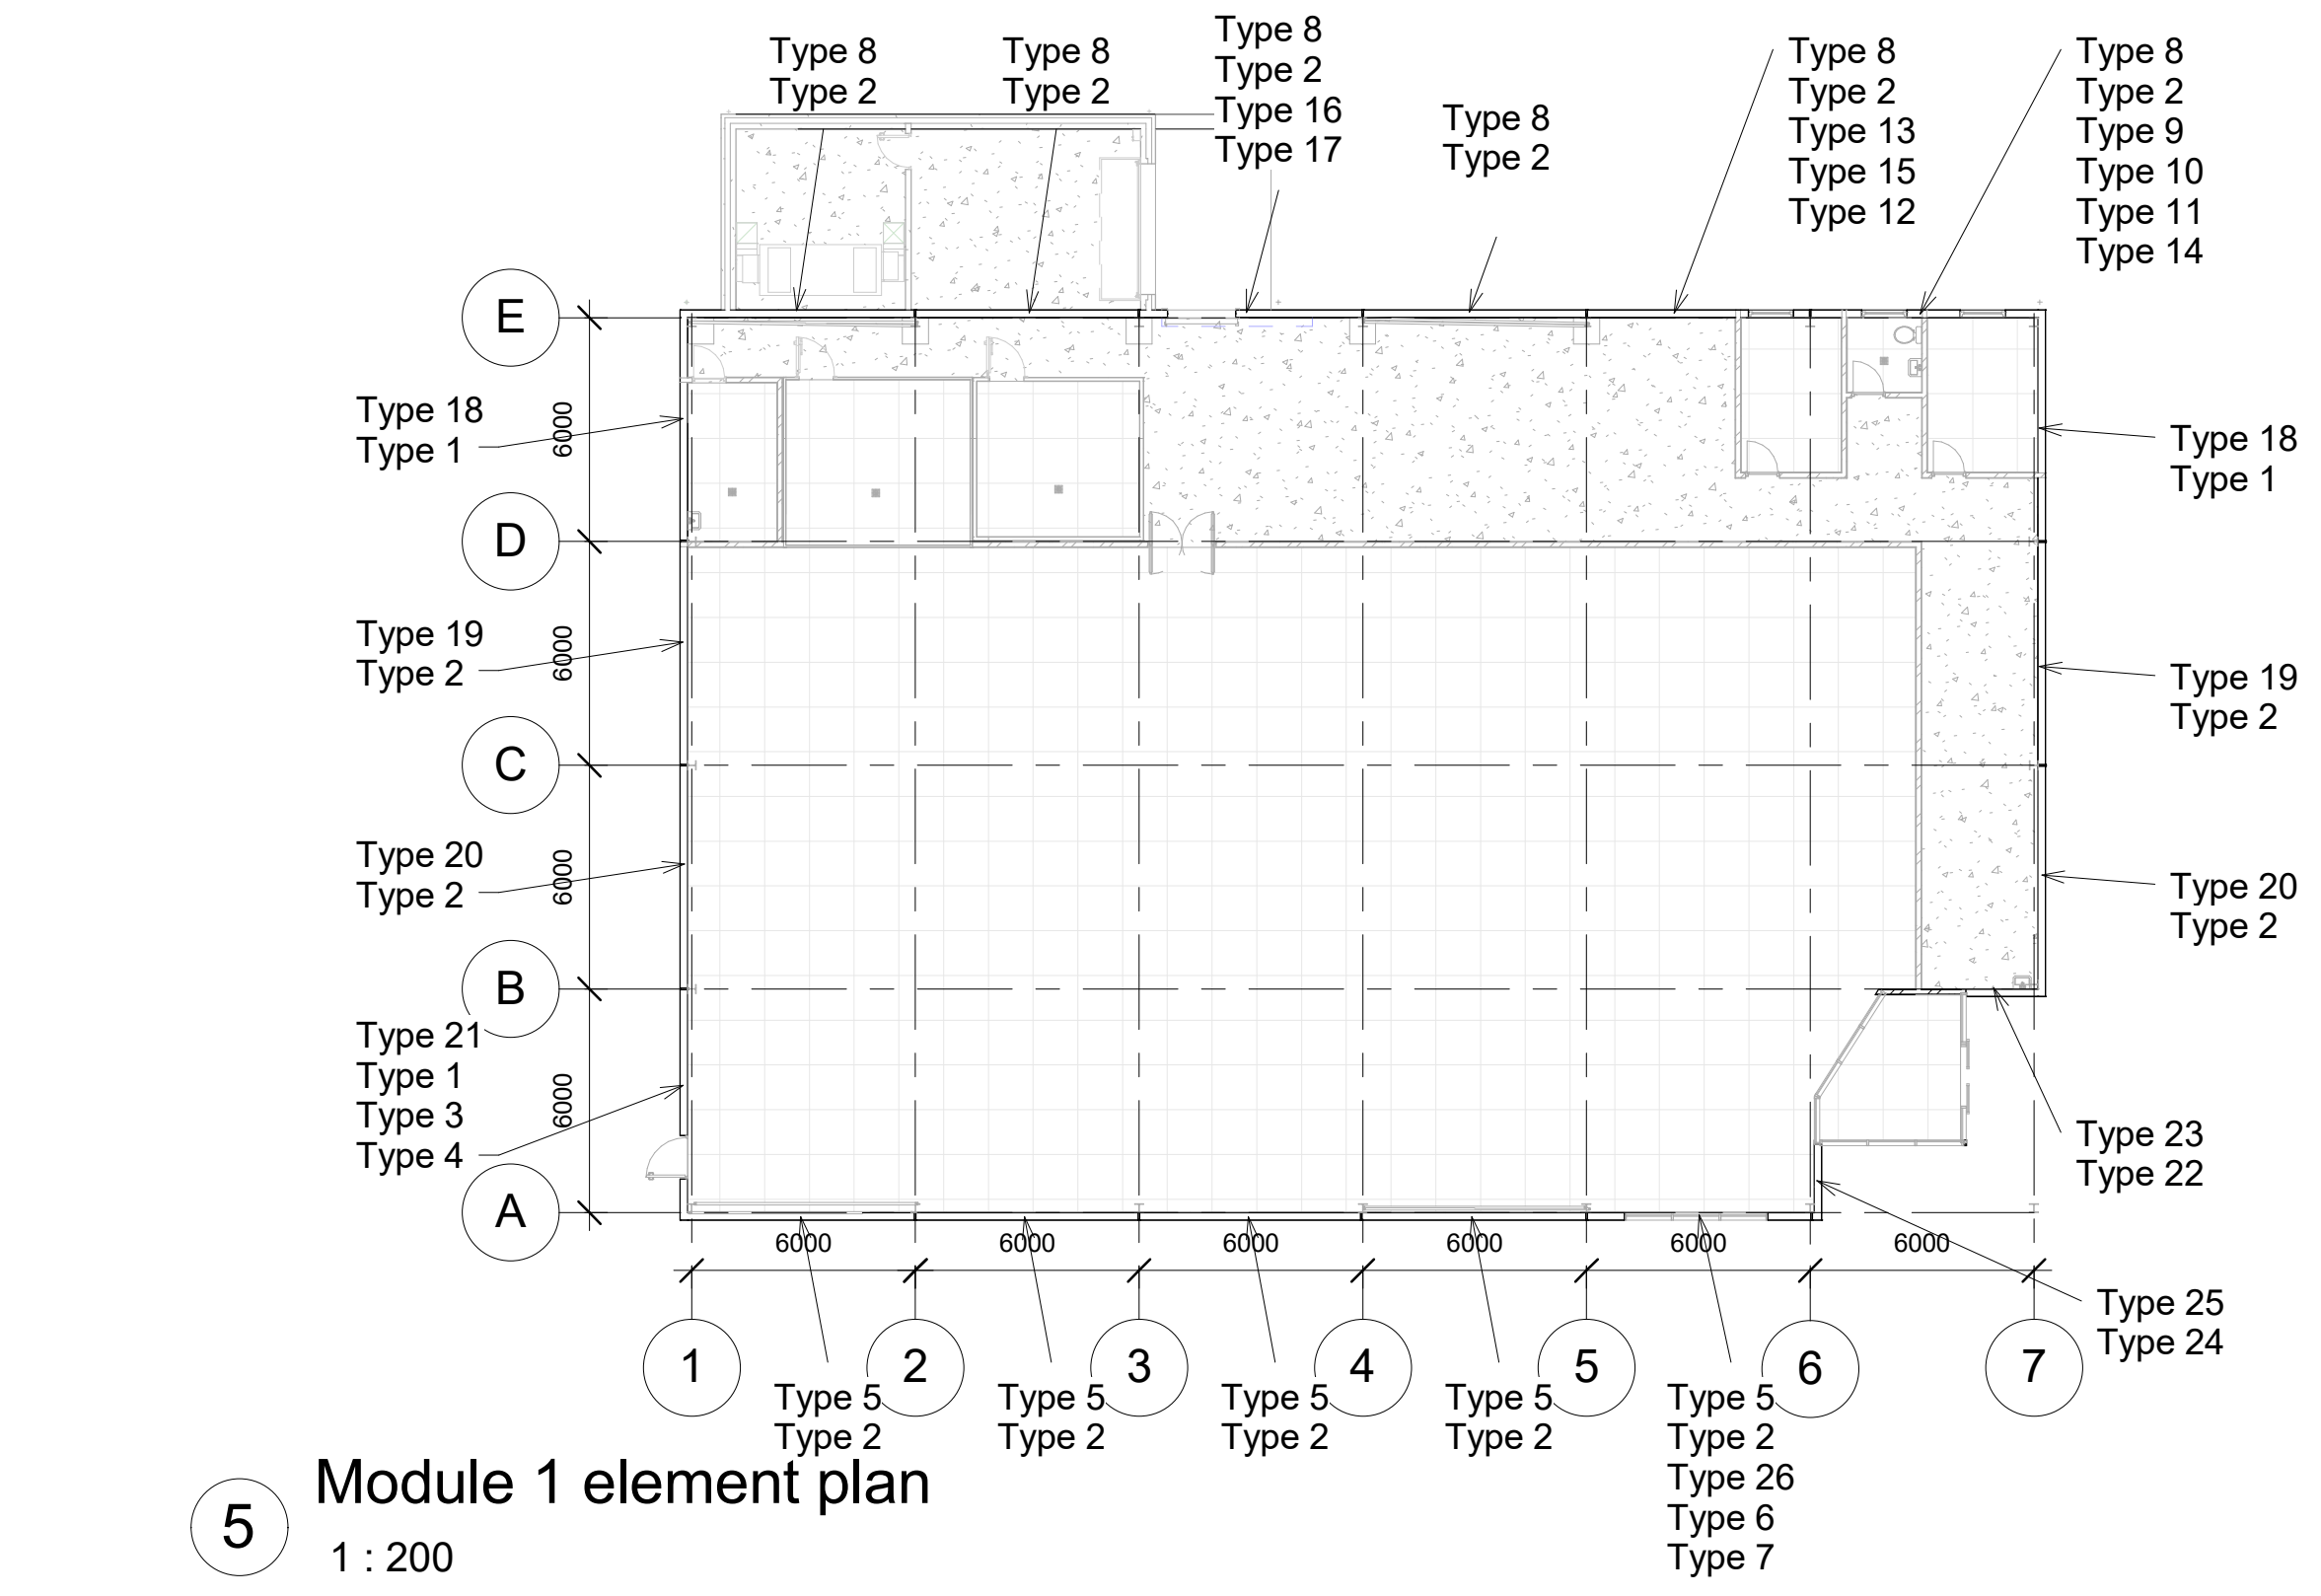 Type 8
Type 2
Type 8
Type 2
Type 8
Type 2
Type 16
Type 17
Type 8
Type 2
Type 8
Type 2
Type 13
Type 15
Type 12
Type 8
Type 2
Type 9
Type 10
Type 11
Type 14
E
Type 18
Type 1
6000
Type 18
Type 1
D
Type 19
Type 2
6000
Type 19
Type 2
C
Type 20
Type 2
6000
Type 20
Type 2
B
Type 21
Type 1
Type 3
Type 4
6000
Type 23
Type 22
A
6000
6000
6000
6000
6000
6000
Type 25
Type 24
1
2
3
4
5
6
7
Type 5
Type 2
Type 5
Type 2
Type 5
Type 2
Type 5
Type 2
Type 5
Type 2
Type 26
Type 6
Type 7
5
Module 1 element plan
1 : 200